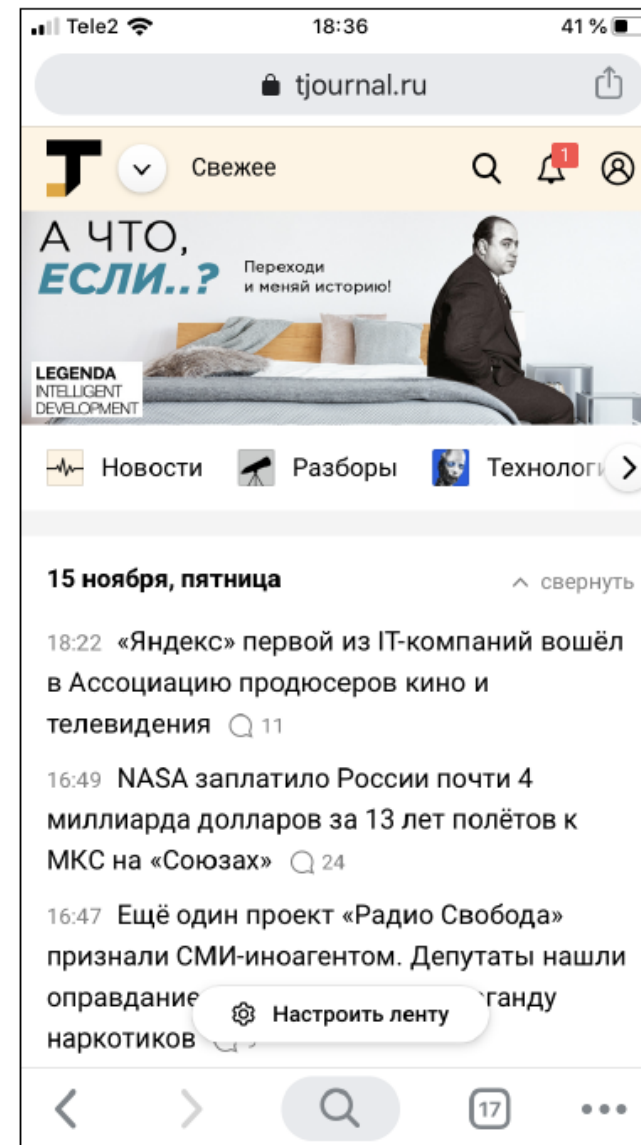 Tele2 18:36 41 %
tjournal.ru
Свежее 1
А ЧТО,
ЕСЛИ..?
Переходи
и меняй историю!
LEGENDA
INTELLIGENT
DEVELOPMENT
Новости Разборы
15 ноября, пятница свернуть
18:22 «Яндекс» первой из IT-компаний вошёл
в Ассоциацию продюсеров кино и
телевидения 11
16:49 NASA заплатило России почти 4
миллиарда долларов за 13 лет полётов к
МКС на «Союзах» 24
16:47 Ещё один проект «Радио Свобода»
признали СМИ-иноагентом. Депутаты нашли
оправдание
Настроить ленту
наркотиков
17